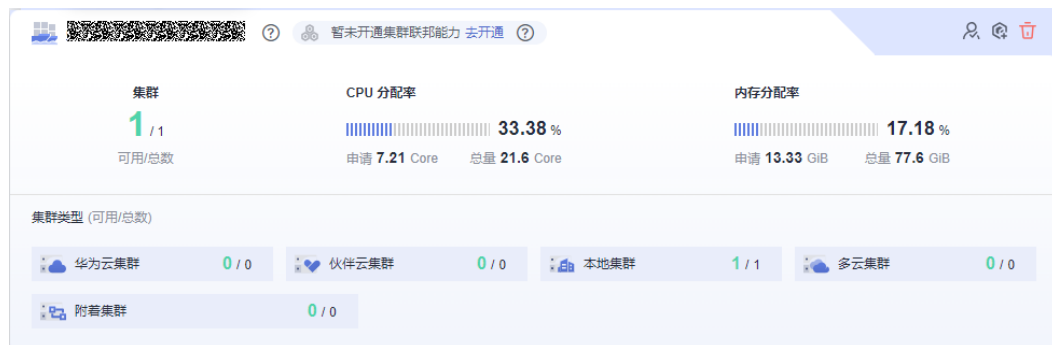 暂未开通集群联邦能力 去开通
集群
CPU 分配率
内存分配率
1 / 1
33.38 %
17.18 %
可用/总数
申请 7.21 Core 总量 21.6 Core
申请 13.33 GiB 总量 77.6 GiB
集群类型 (可用/总数)
华为云集群 0 / 0
伙伴云集群 0 / 0
本地集群 1 / 1
多云集群 0 / 0
附着集群 0 / 0